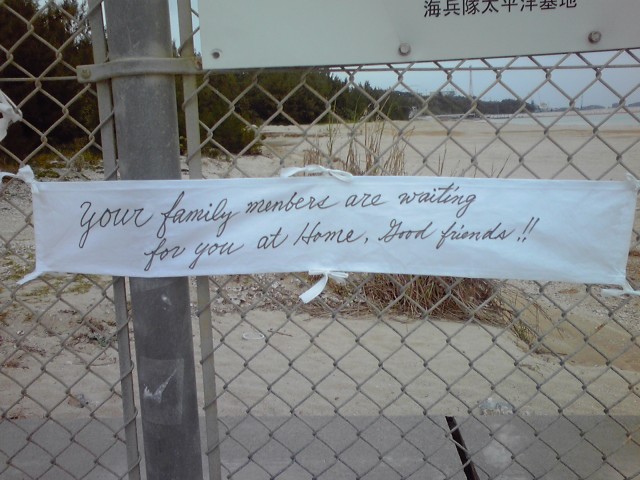 海兵隊太平洋基地
Your family menbers are waiting
for you at Home, Good friends!!